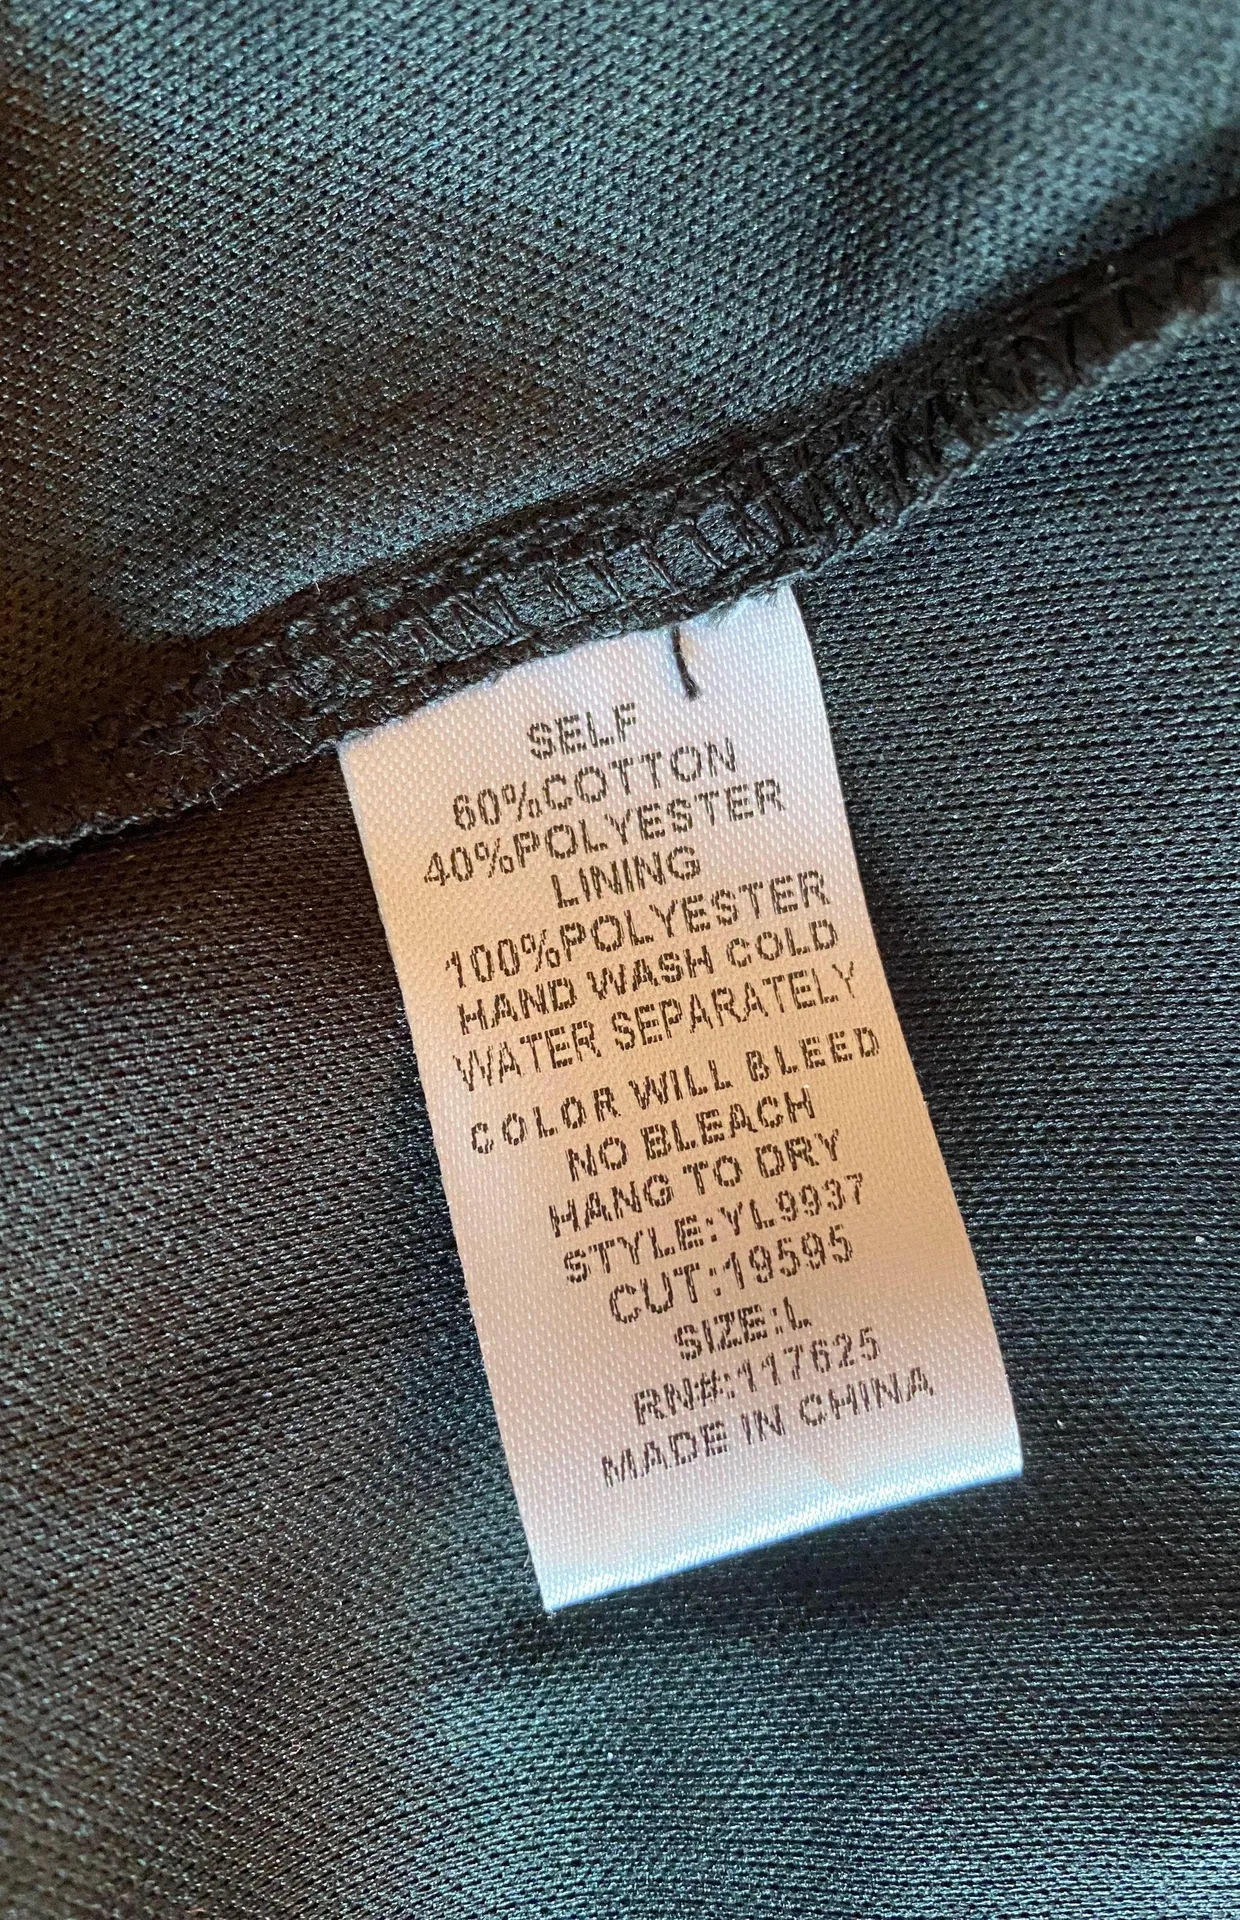 SELF
60%COTTON
40%POLYESTER
LINING
100%POLYESTER
HAND WASH COLD
WATER SEPARATELY
COLOR WILL BLEED
NO BLEACH
HANG TO DRY
STYLE:YL9937
CUT:19595
SIZE:L
RN#:117625
MADE IN CHINA